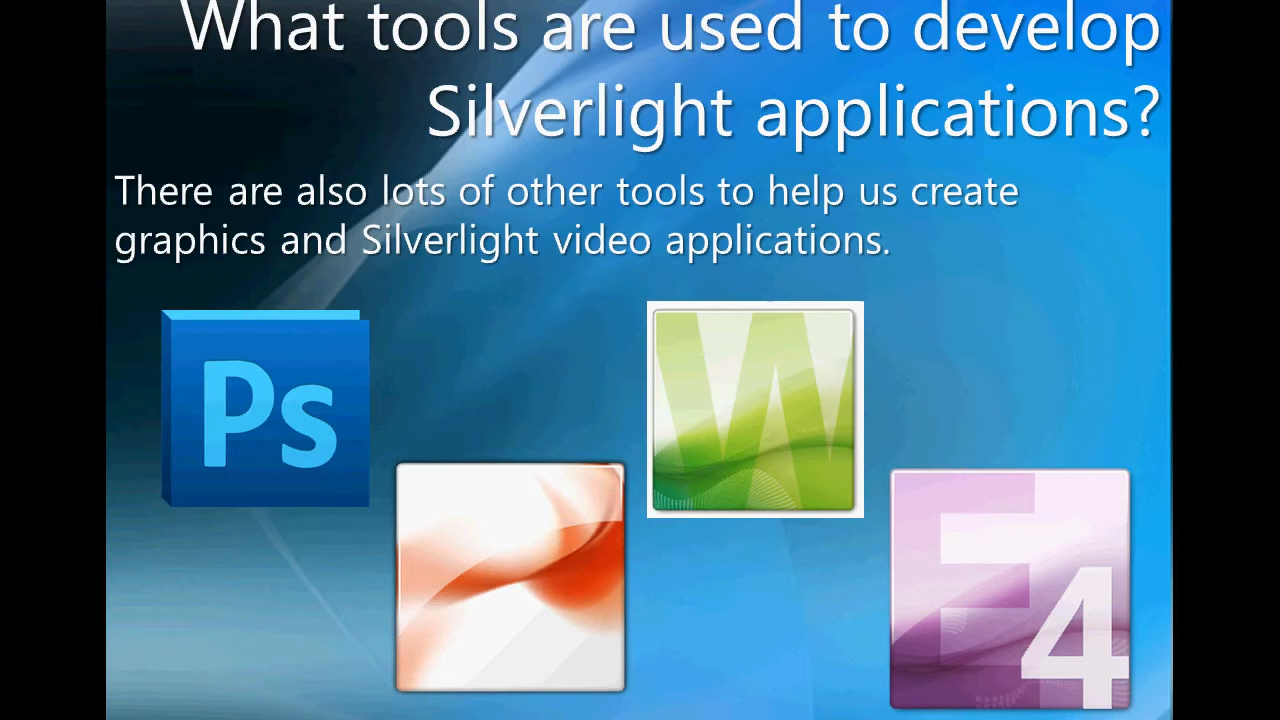 What tools are used to develop
Silverlight applications?
There are also lots of other tools to help us create
graphics and Silverlight video applications.
Ps
W
E
4